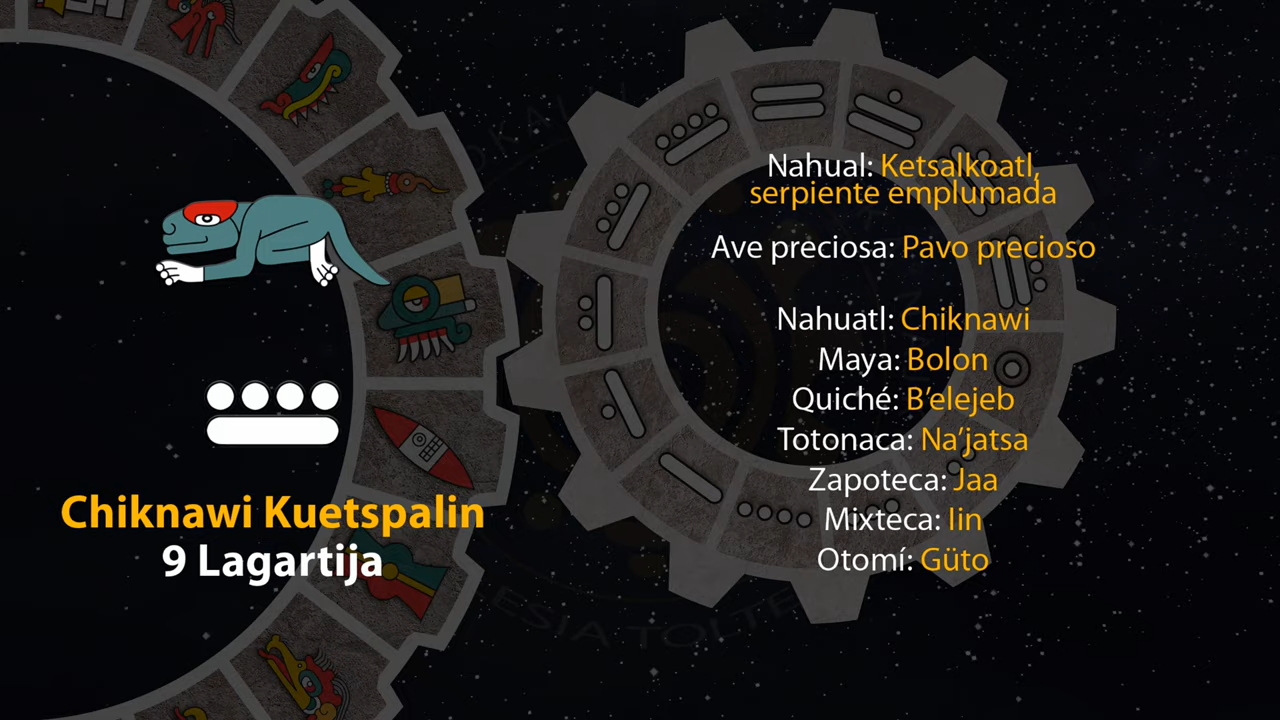 Chiknawi Kuetspalin
9 Lagartija
Nahual: Ketsalkoatl,
serpiente emplumada
Ave preciosa: Pavo precioso
Nahuatl: Chiknawi
Maya: Bolon
Quiché: B’elejeb
Totonaca: Na’jatsa
Zapoteca: Jaa
Mixteca: Iin
Otomí: Güto